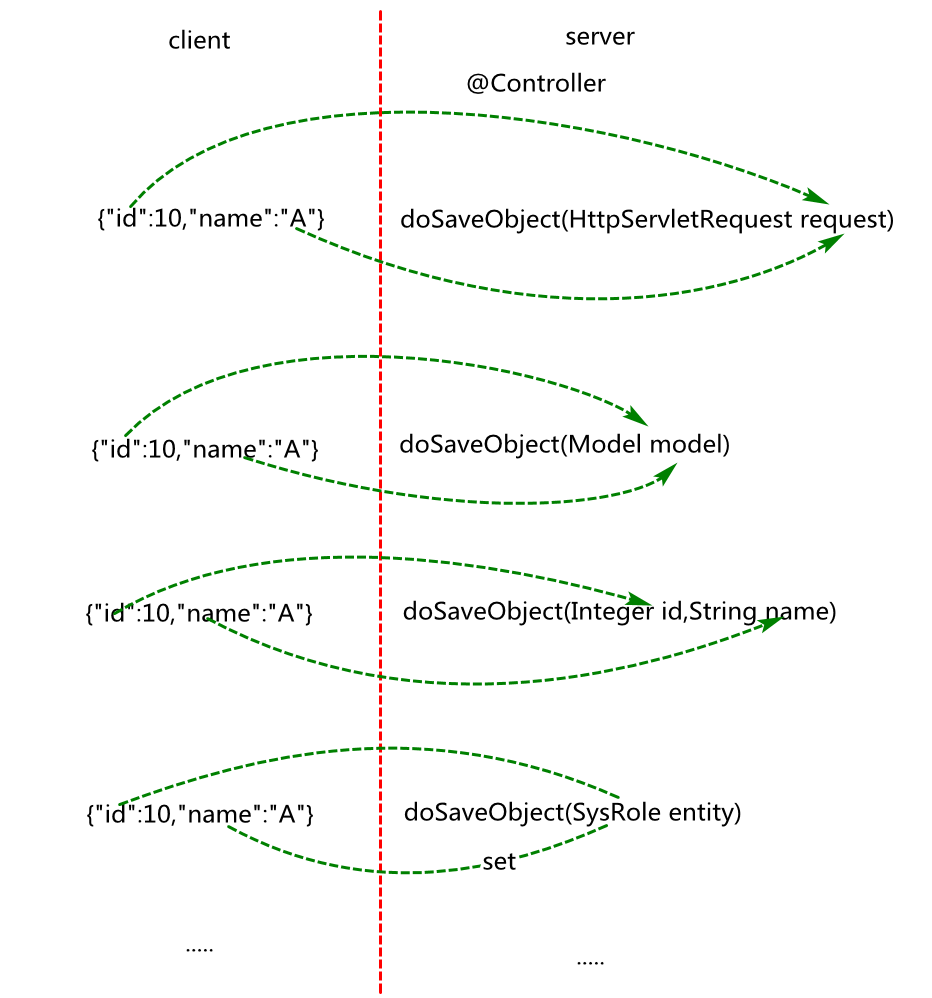 client
server
@Controller
{"id":10,"name":"A"}
doSaveObject(HttpServletRequest request)
{"id":10,"name":"A"}
doSaveObject(Model model)
{"id":10,"name":"A"}
doSaveObject(Integer id,String name)
{"id":10,"name":"A"}
doSaveObject(SysRole entity)
set
.....
.....